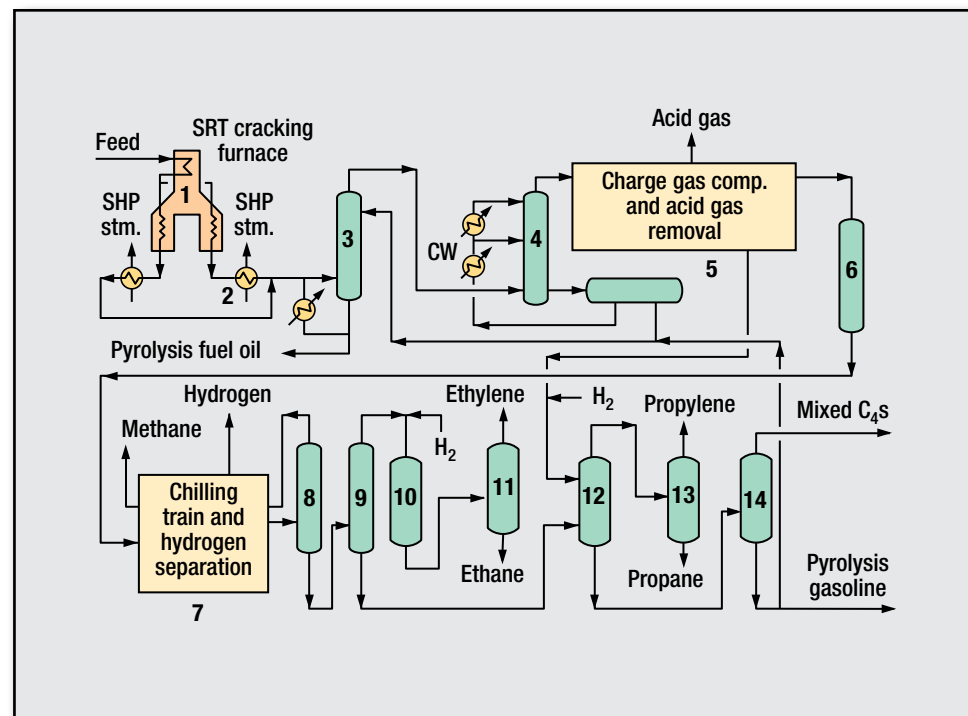 Acid gas
Feed
SRT cracking
furnace
1
SHP
stm.
SHP
stm.
2
3
CW
4
Charge gas comp.
and acid gas
removal
5
6
Pyrolysis fuel oil
Hydrogen
Methane
Ethylene
H₂
H₂
Propylene
Mixed C₄s
Chilling
train and
hydrogen
separation
7
8
9
10
11
12
13
14
Ethane
Propane
Pyrolysis
gasoline